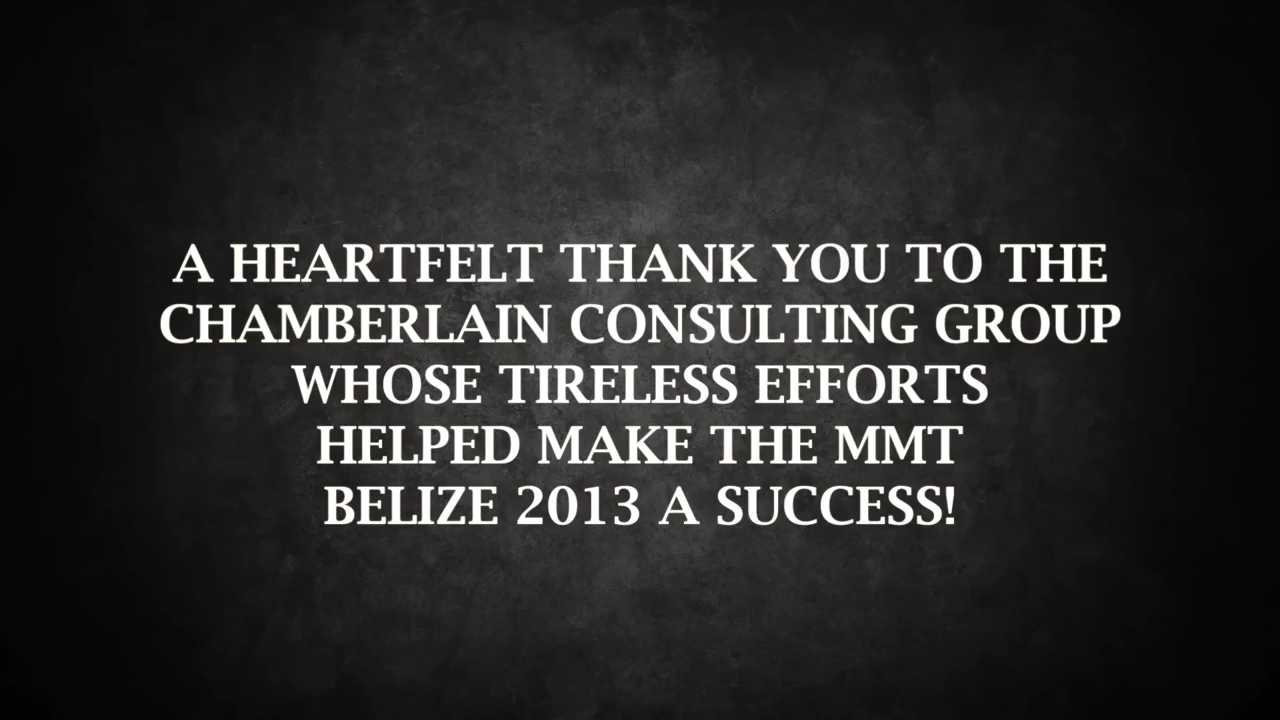 A HEARTFELT THANK YOU TO THE
CHAMBERLAIN CONSULTING GROUP
WHOSE TIRELESS EFFORTS
HELPED MAKE THE MMT
BELIZE 2013 A SUCCESS!